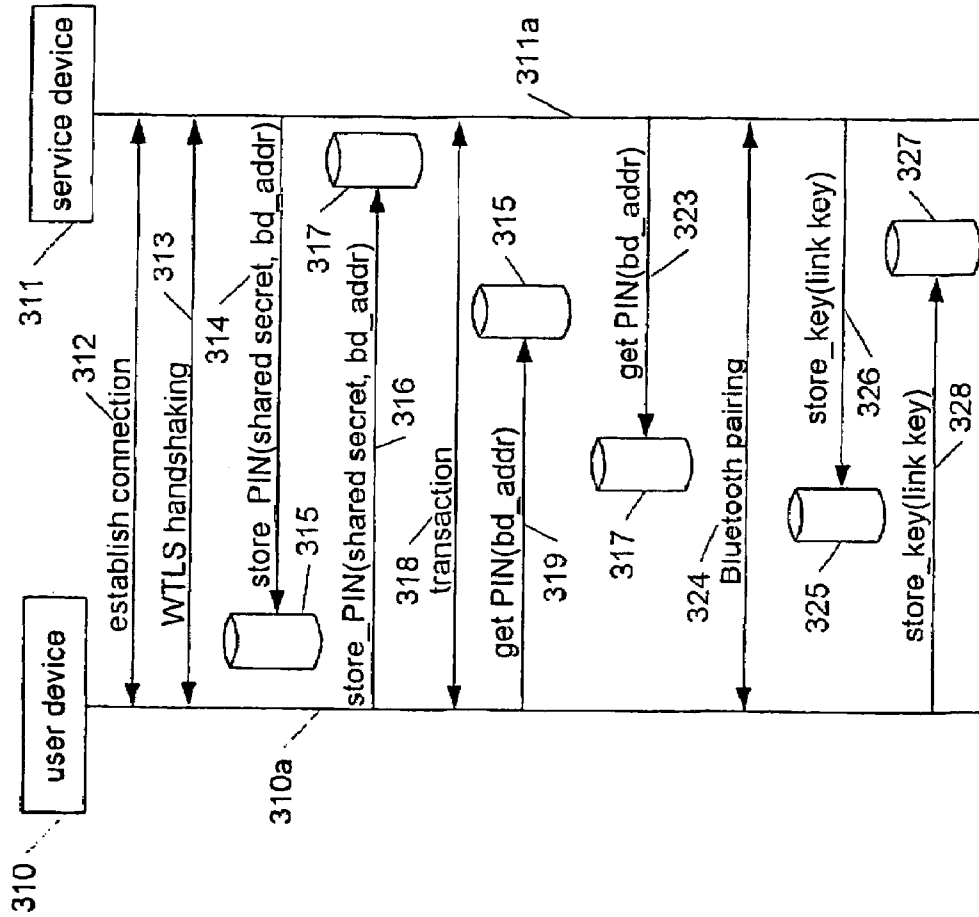 310
user device
310a
311
service device
311a
312
establish connection
WTLS handshaking
313
314
store_PIN(shared secret, bd_addr)
315
317
store_PIN(shared secret, bd_addr)
316
318
transaction
315
get PIN(bd_addr)
319
get PIN(bd_addr)
323
317
324
Bluetooth pairing
store_key(link key)
326
325
327
store_key(link key)
328